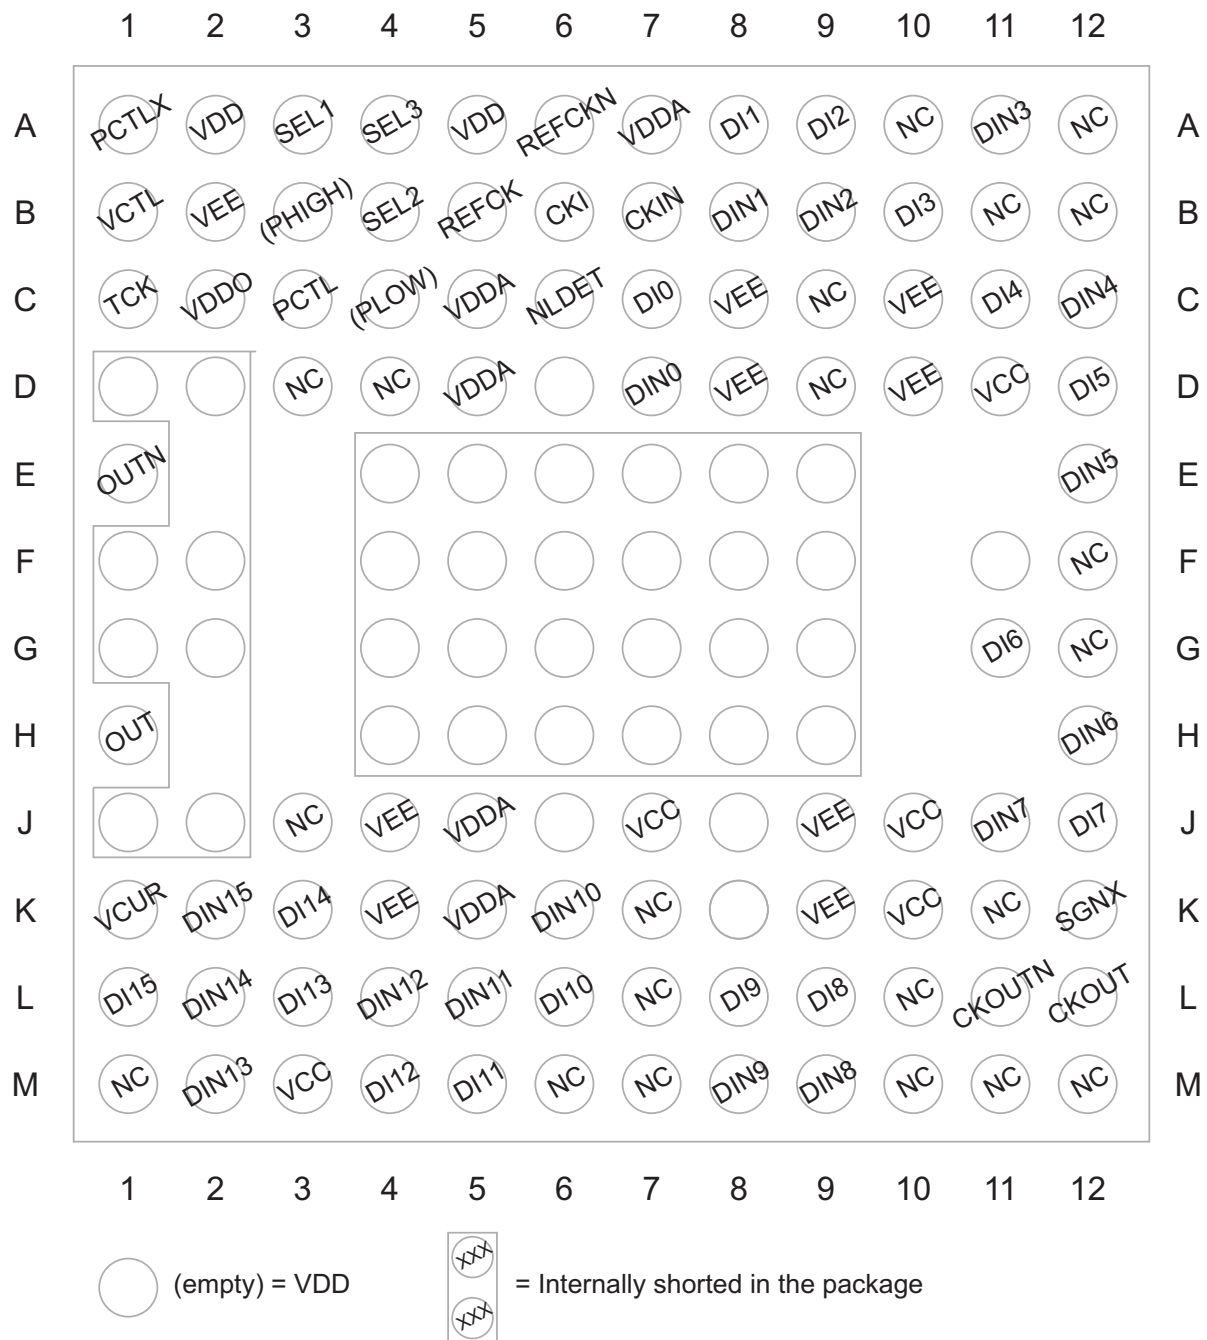 1 2 3 4 5 6 7 8 9 10 11 12
A PCTLX VDD SEL1 SEL3 VDD REFCKN VDDA DI1 DI2 NC DIN3 NC A
B VCTL VEE (PHIGH) SEL2 REFCK CKI CKIN DIN1 DIN2 DI3 NC NC B
C TCK VDDO PCTL (PLOW) VDDA NLDET DI0 VEE NC VEE DI4 DIN4 C
D NC NC VDDA DIN0 VEE NC VEE VCC DI5 D
E OUTN DIN5 E
F NC F
G DI6 NC G
H OUT DIN6 H
J NC VEE VDDA VCC VEE VCC DIN7 DI7 J
K VCUR DIN15 DI14 VEE VDDA DIN10 NC VEE VCC NC SGNX K
L DI15 DIN14 DI13 DIN12 DIN11 DI10 NC DI9 DI8 NC CKOUTN CKOUT L
M NC DIN13 VCC DI12 DI11 NC NC DIN9 DIN8 NC NC NC M
1 2 3 4 5 6 7 8 9 10 11 12
XXX
(empty) = VDD = Internally shorted in the package
XXX